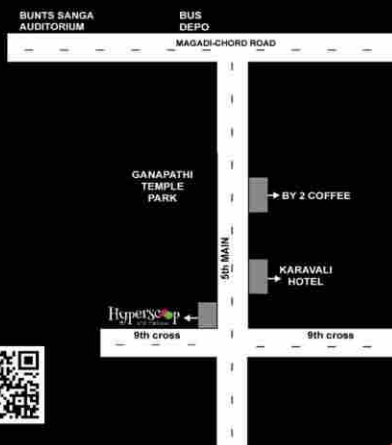 BUNTS SANGA
AUDITORIUM
BUS
DEPO
MAGADI-CHORD ROAD
GANAPATHI
TEMPLE
PARK
BY 2 COFFEE
5th MAIN
KARAVALI
HOTEL
Hyperscoop
9th cross
9th cross